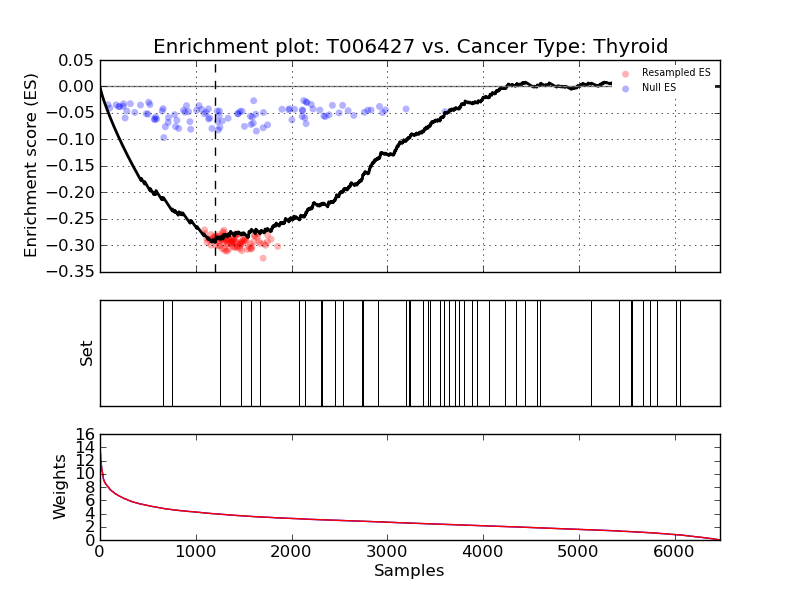 Enrichment plot: T006427 vs. Cancer Type: Thyroid
Enrichment score (ES)
0.05
0.00
−0.05
−0.10
−0.15
−0.20
−0.25
−0.30
−0.35
Resampled ES
Null ES
Set
Weights
16
14
12
10
8
6
4
2
0
0 1000 2000 3000 4000 5000 6000
Samples